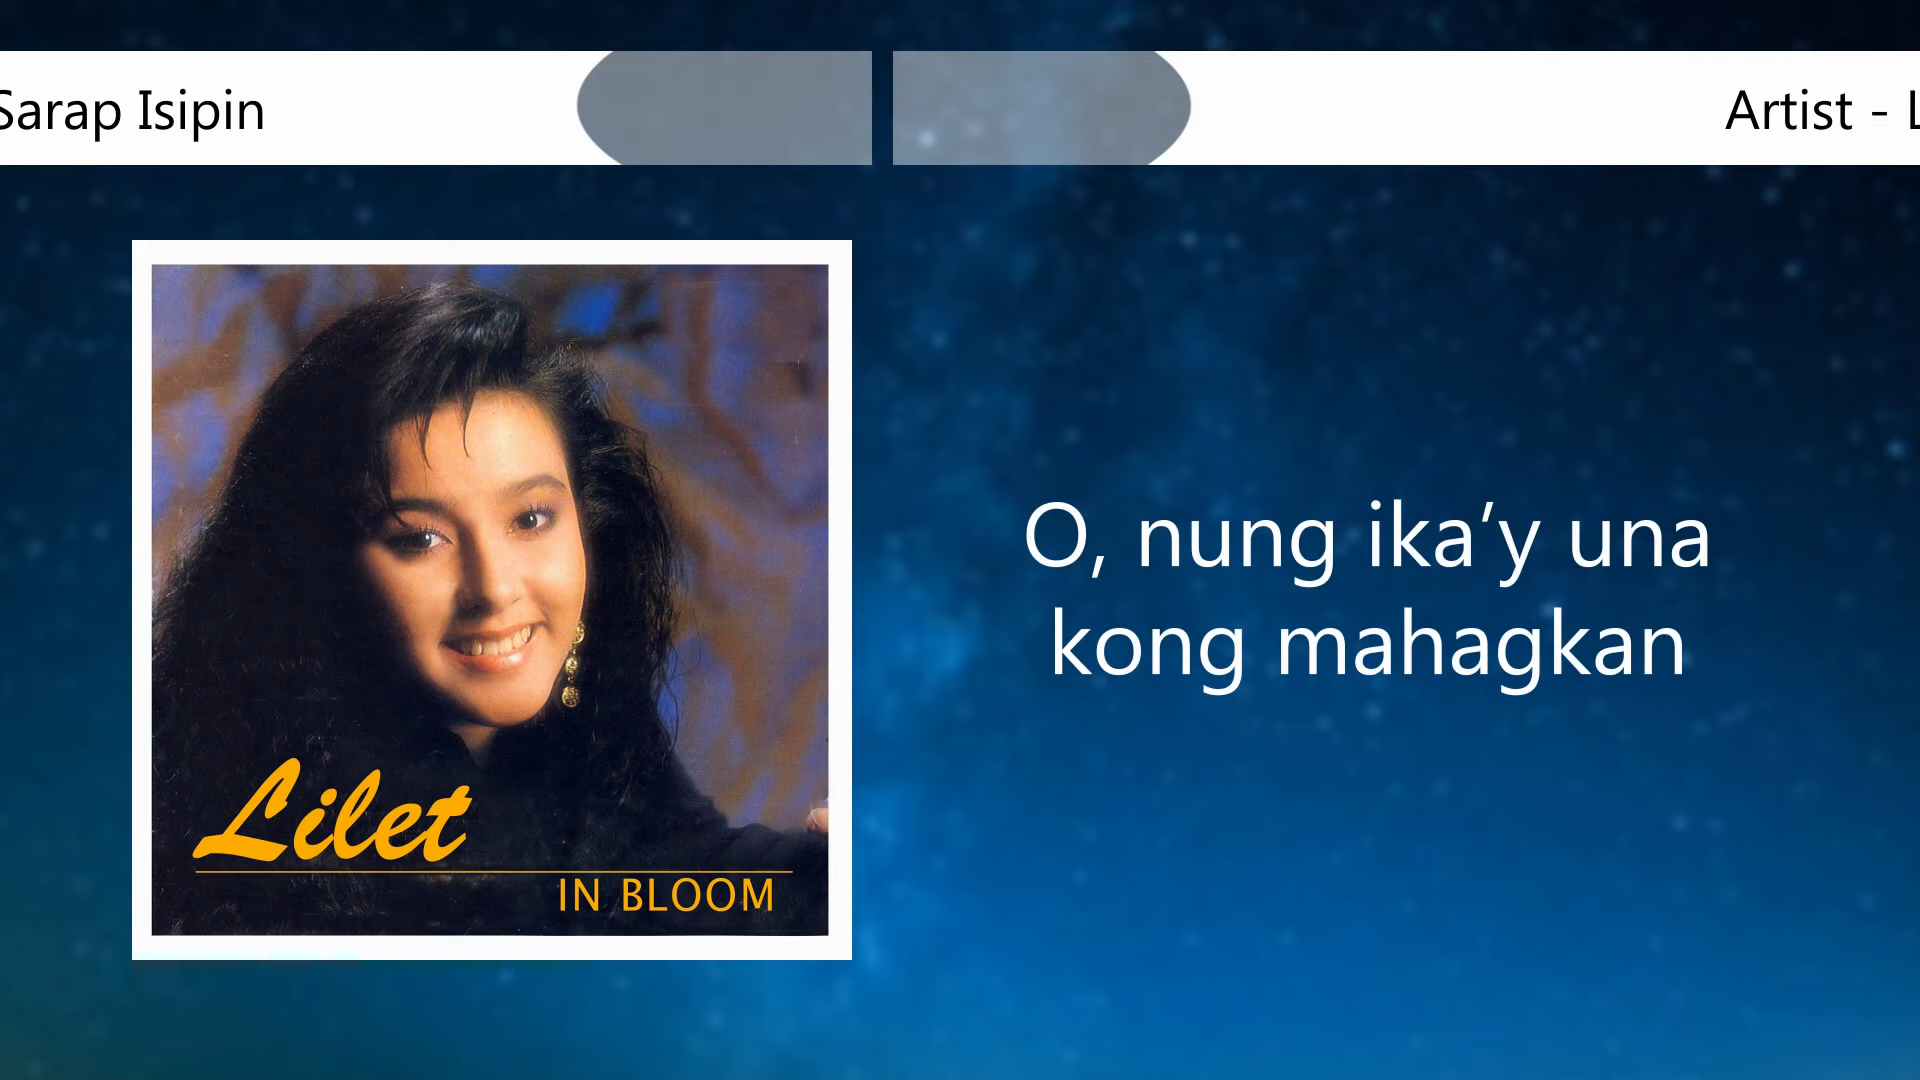 Sarap Isipin
Artist - L
O, nung ika’y una
kong mahagkan
Lilet
IN BLOOM